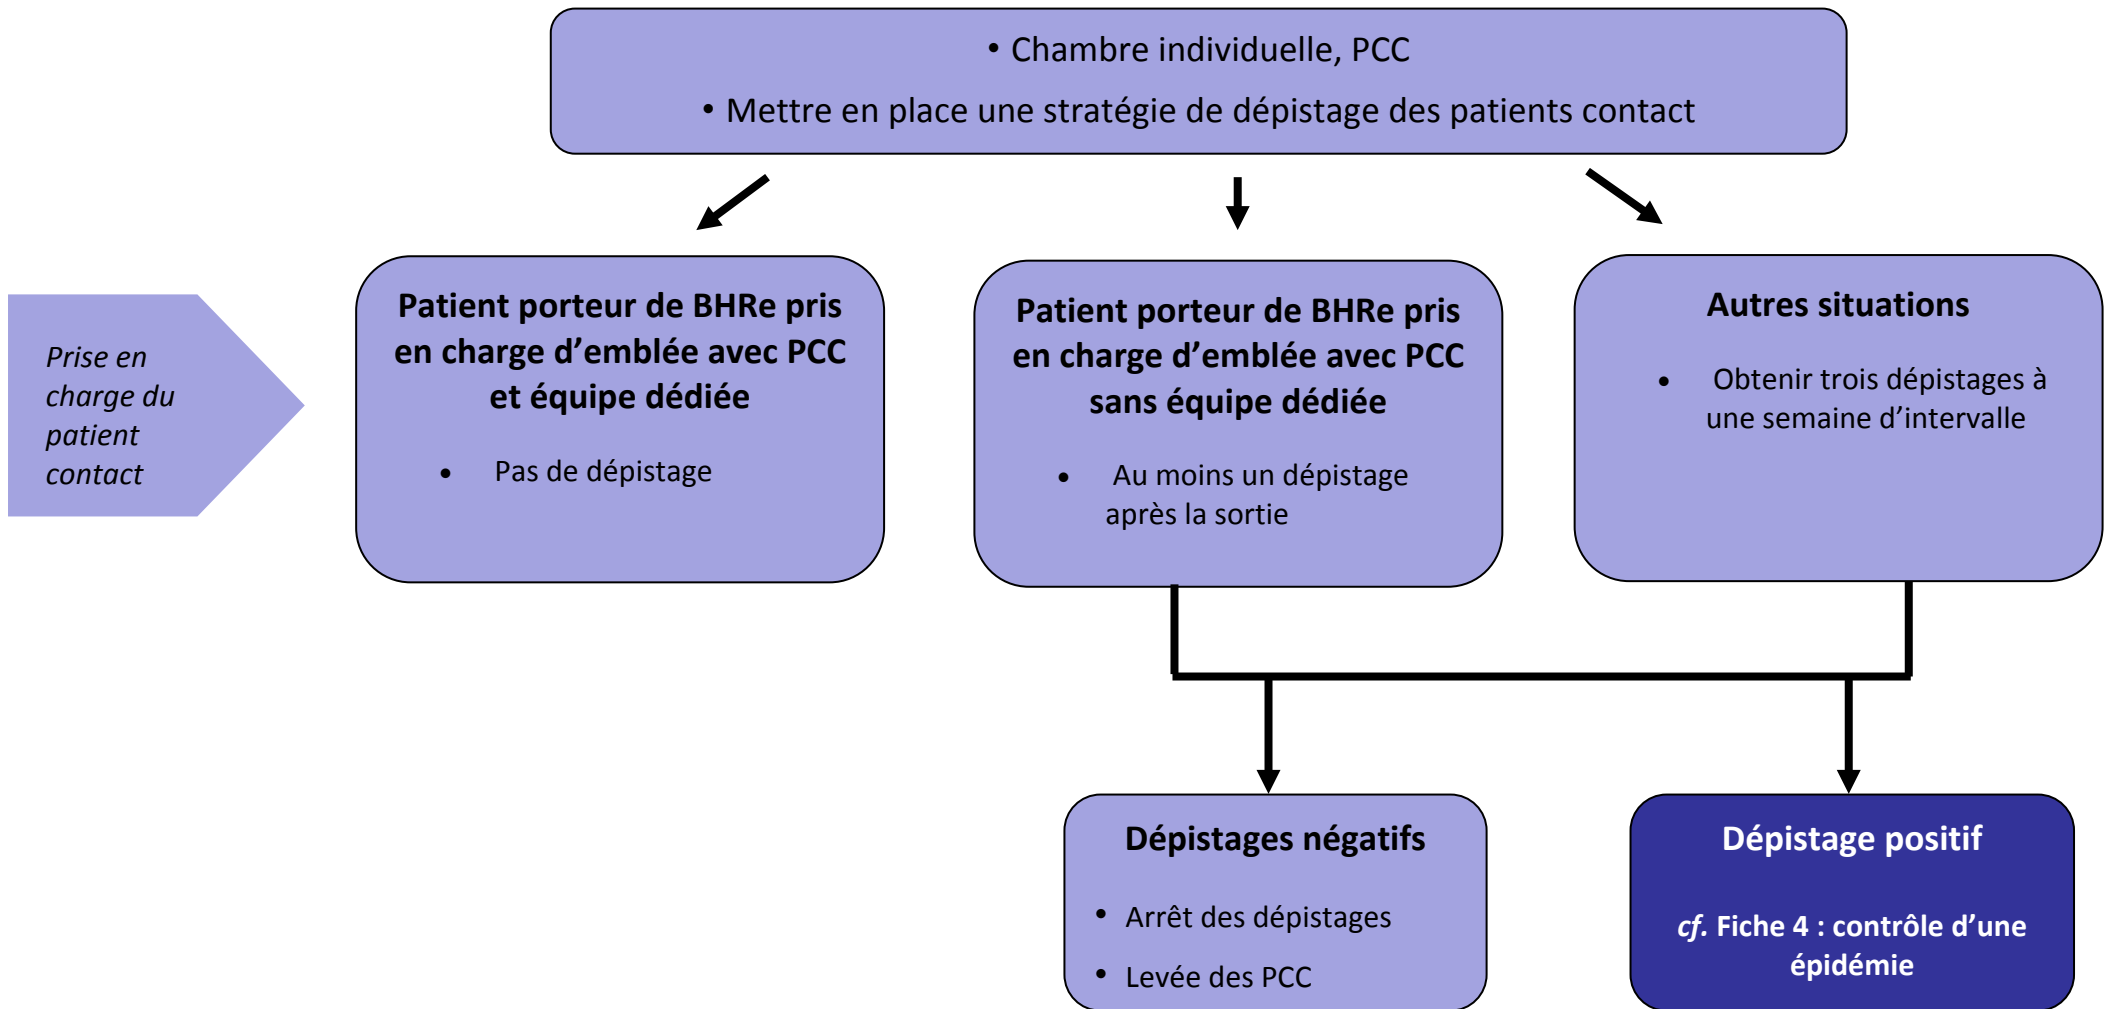 • Chambre individuelle, PCC
• Mettre en place une stratégie de dépistage des patients contact
Prise en
charge du
patient
contact
Patient porteur de BHRe pris
en charge d’emblée avec PCC
et équipe dédiée
• Pas de dépistage
Patient porteur de BHRe pris
en charge d’emblée avec PCC
sans équipe dédiée
• Au moins un dépistage
après la sortie
Autres situations
• Obtenir trois dépistages à
une semaine d’intervalle
Dépistages négatifs
• Arrêt des dépistages
• Levée des PCC
Dépistage positif
cf. Fiche 4 : contrôle d’une
épidémie